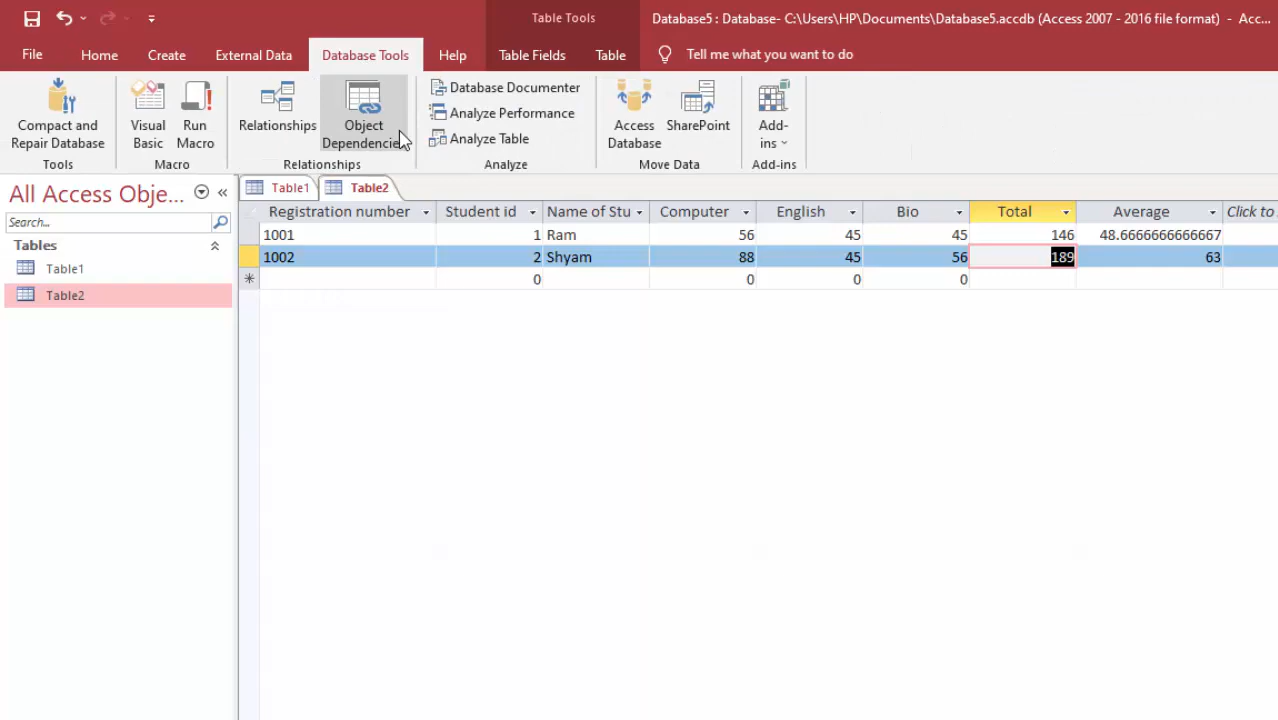 Table Tools
Database5 : Database- C:\Users\HP\Documents\Database5.accdb (Access 2007 - 2016 file format) - Acc...
File Home Create External Data Database Tools Help Table Fields Table Tell me what you want to do
Compact and Repair Database
Visual Basic
Run Macro
Relationships
Object Dependencie
Database Documenter
Analyze Performance
Analyze Table
Access Database
SharePoint
Add-ins
Tools Macro Relationships Analyze Move Data Add-ins
All Access Obje...
Search...
Tables
Table1
Table2
Table1 Table2
Registration number Student id Name of Stu Computer English Bio Total Average Click to
1001 1 Ram 56 45 45 146 48.6666666666667
1002 2 Shyam 88 45 56 189 63
* 0 0 0 0